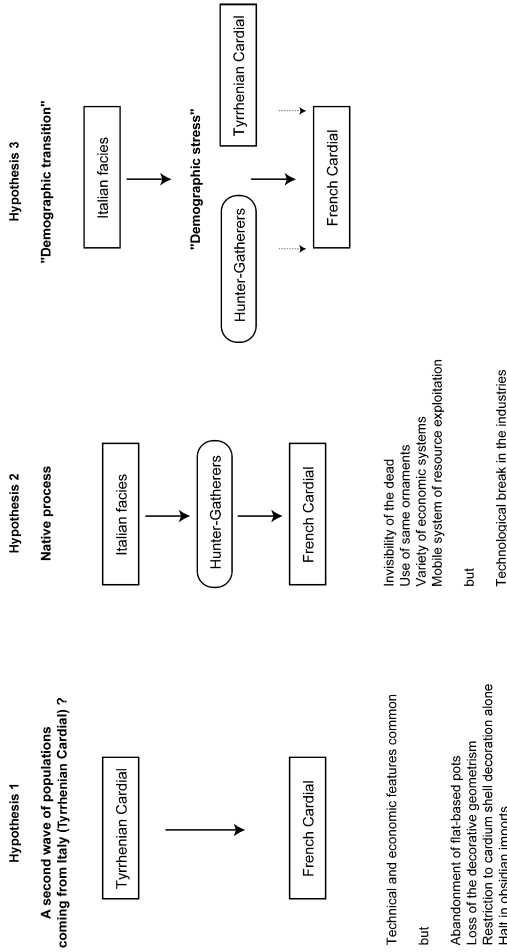 Hypothesis 1
A second wave of populations
coming from Italy (Tyrrhenian Cardial) ?
Tyrrhenian Cardial
French Cardial
Technical and economic features common
but
Abandonment of flat-based pots
Loss of the decorative geometrism
Restriction to cardium shell decoration alone
Halt in obsidian imports
Hypothesis 2
Native process
Italian facies
Hunter-Gatherers
French Cardial
Invisibility of the dead
Use of same ornaments
Variety of economic systems
Mobile system of resource exploitation
but
Technological break in the industries
Hypothesis 3
"Demographic transition"
Italian facies
"Demographic stress"
Hunter-Gatherers
Tyrrhenian Cardial
French Cardial